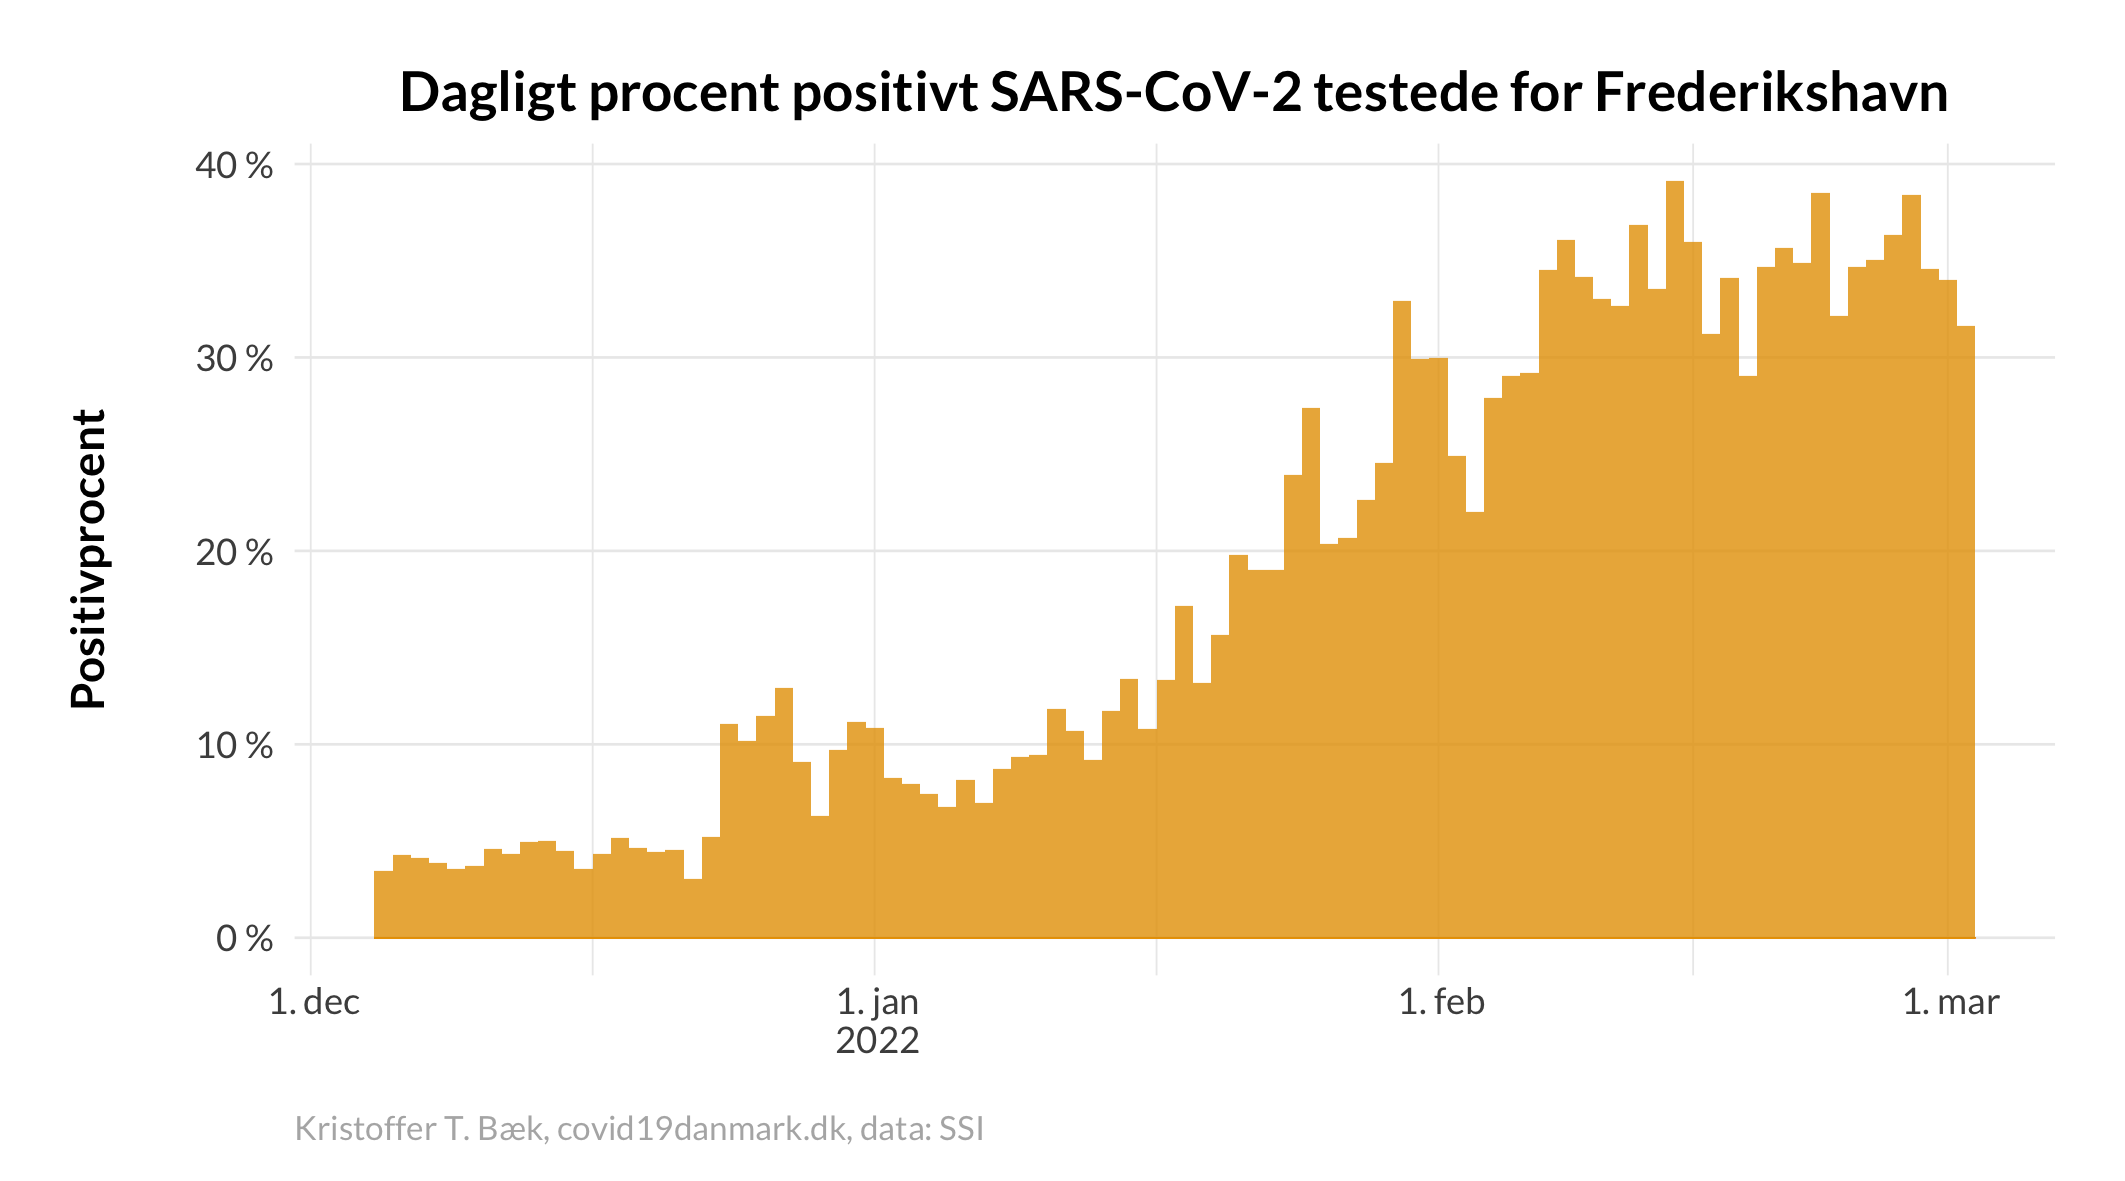 Dagligt procent positivt SARS-CoV-2 testede for Frederikshavn
Positivprocent
40 %
30 %
20 %
10 %
0 %
1. dec
1. jan
2022
1. feb
1. mar
Kristoffer T. Bæk, covid19danmark.dk, data: SSI